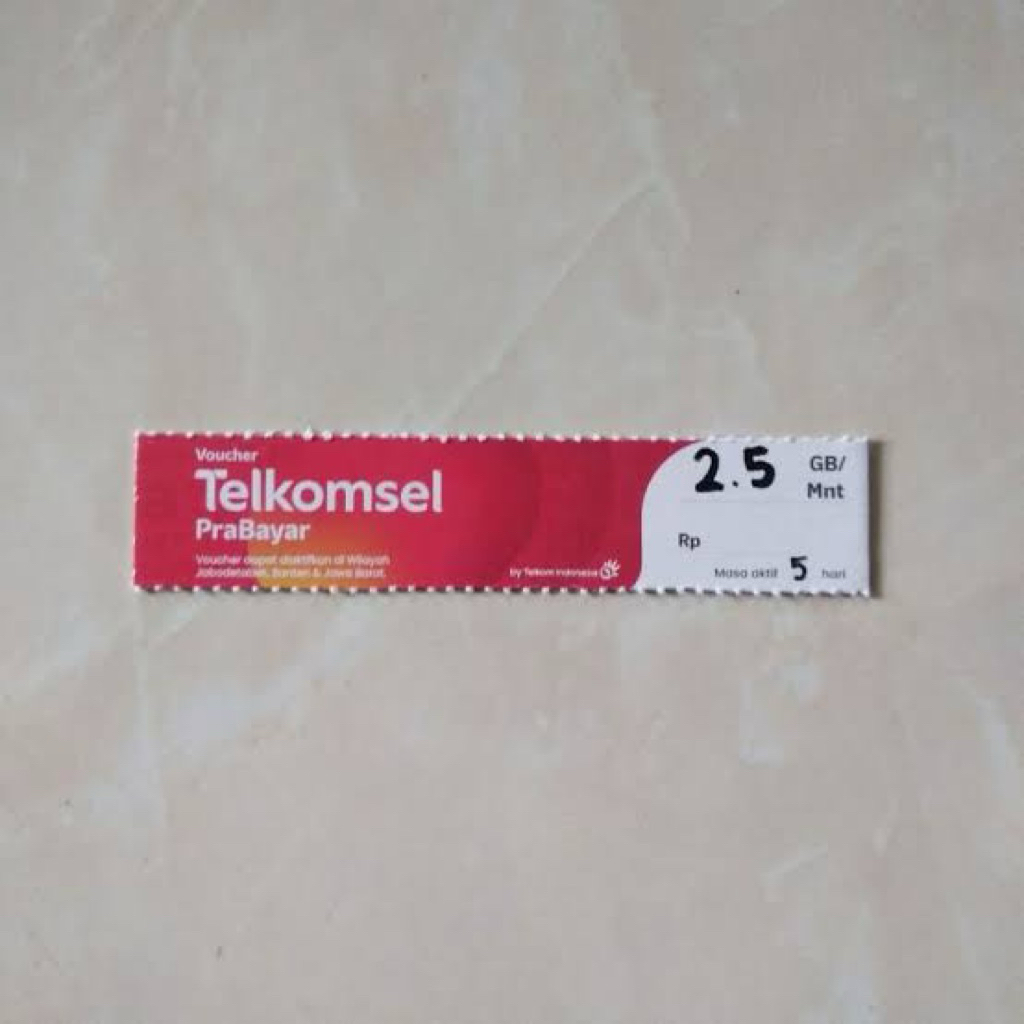 Voucher
Telkomsel
PraBayar
Voucher dapat diaktifkan di Wilayah
Jabodetabek, Banten & Jawa Barat.
by Telkom Indonesia
2.5 GB/
Mnt
Rp
Masa aktif 5 hari